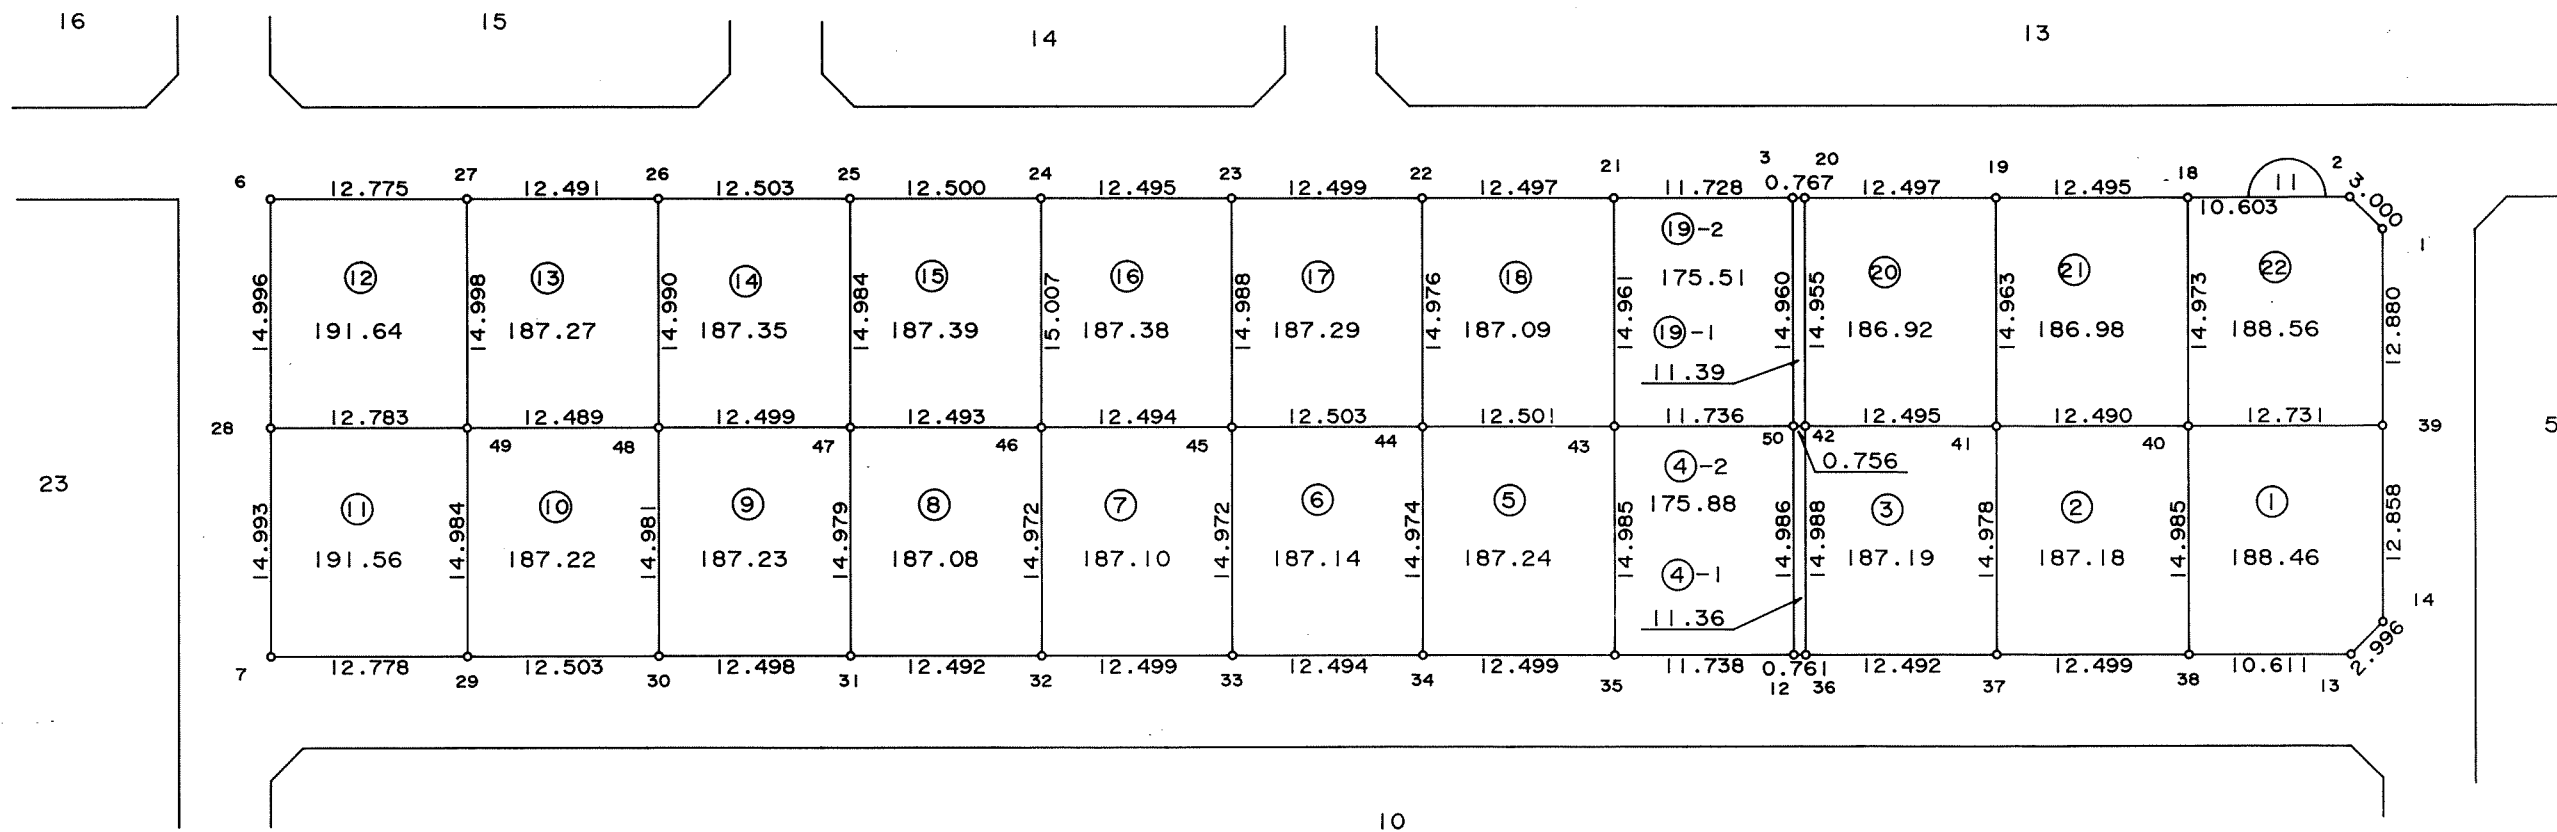 16 15 14 13
6 27 26 25 24 23 22 21 3 20 19 18 2
12.775 12.491 12.503 12.500 12.495 12.499 12.497 11.728 0.767 12.497 12.495 10.603 11 3.000
1
⑲-2
175.51
⑫ ⑬ ⑭ ⑮ ⑯ ⑰ ⑱ ⑳ ㉑ ㉒
14.996 14.998 14.990 14.984 15.007 14.988 14.976 14.961 14.960 14.955 14.963 14.973 12.880
191.64 187.27 187.35 187.39 187.38 187.29 187.09 ⑲-1 186.92 186.98 188.56
11.39
12.783 12.489 12.499 12.493 12.494 12.503 12.501 11.736 12.495 12.490 12.731
28 49 48 47 46 45 44 43 50 42 41 40 39 5
0.756
23
④-2
175.88
⑪ ⑩ ⑨ ⑧ ⑦ ⑥ ⑤ ③ ② ①
14.993 14.984 14.981 14.979 14.972 14.972 14.974 14.985 14.986 14.988 14.978 14.985 12.858
191.56 187.22 187.23 187.08 187.10 187.14 187.24 187.19 187.18 188.46
④-1
11.36
14
12.778 12.503 12.498 12.492 12.499 12.494 12.499 11.738 0.761 12.492 12.499 10.611 2.996
7 29 30 31 32 33 34 35 12 36 37 38 13
10